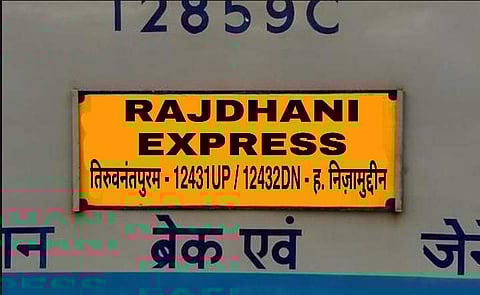 12859C
RAJDHANI
EXPRESS
तिरुवनंतपुरम - 12431UP / 12432DN - ह. निज़ामुद्दीन
ब्रेक एवं